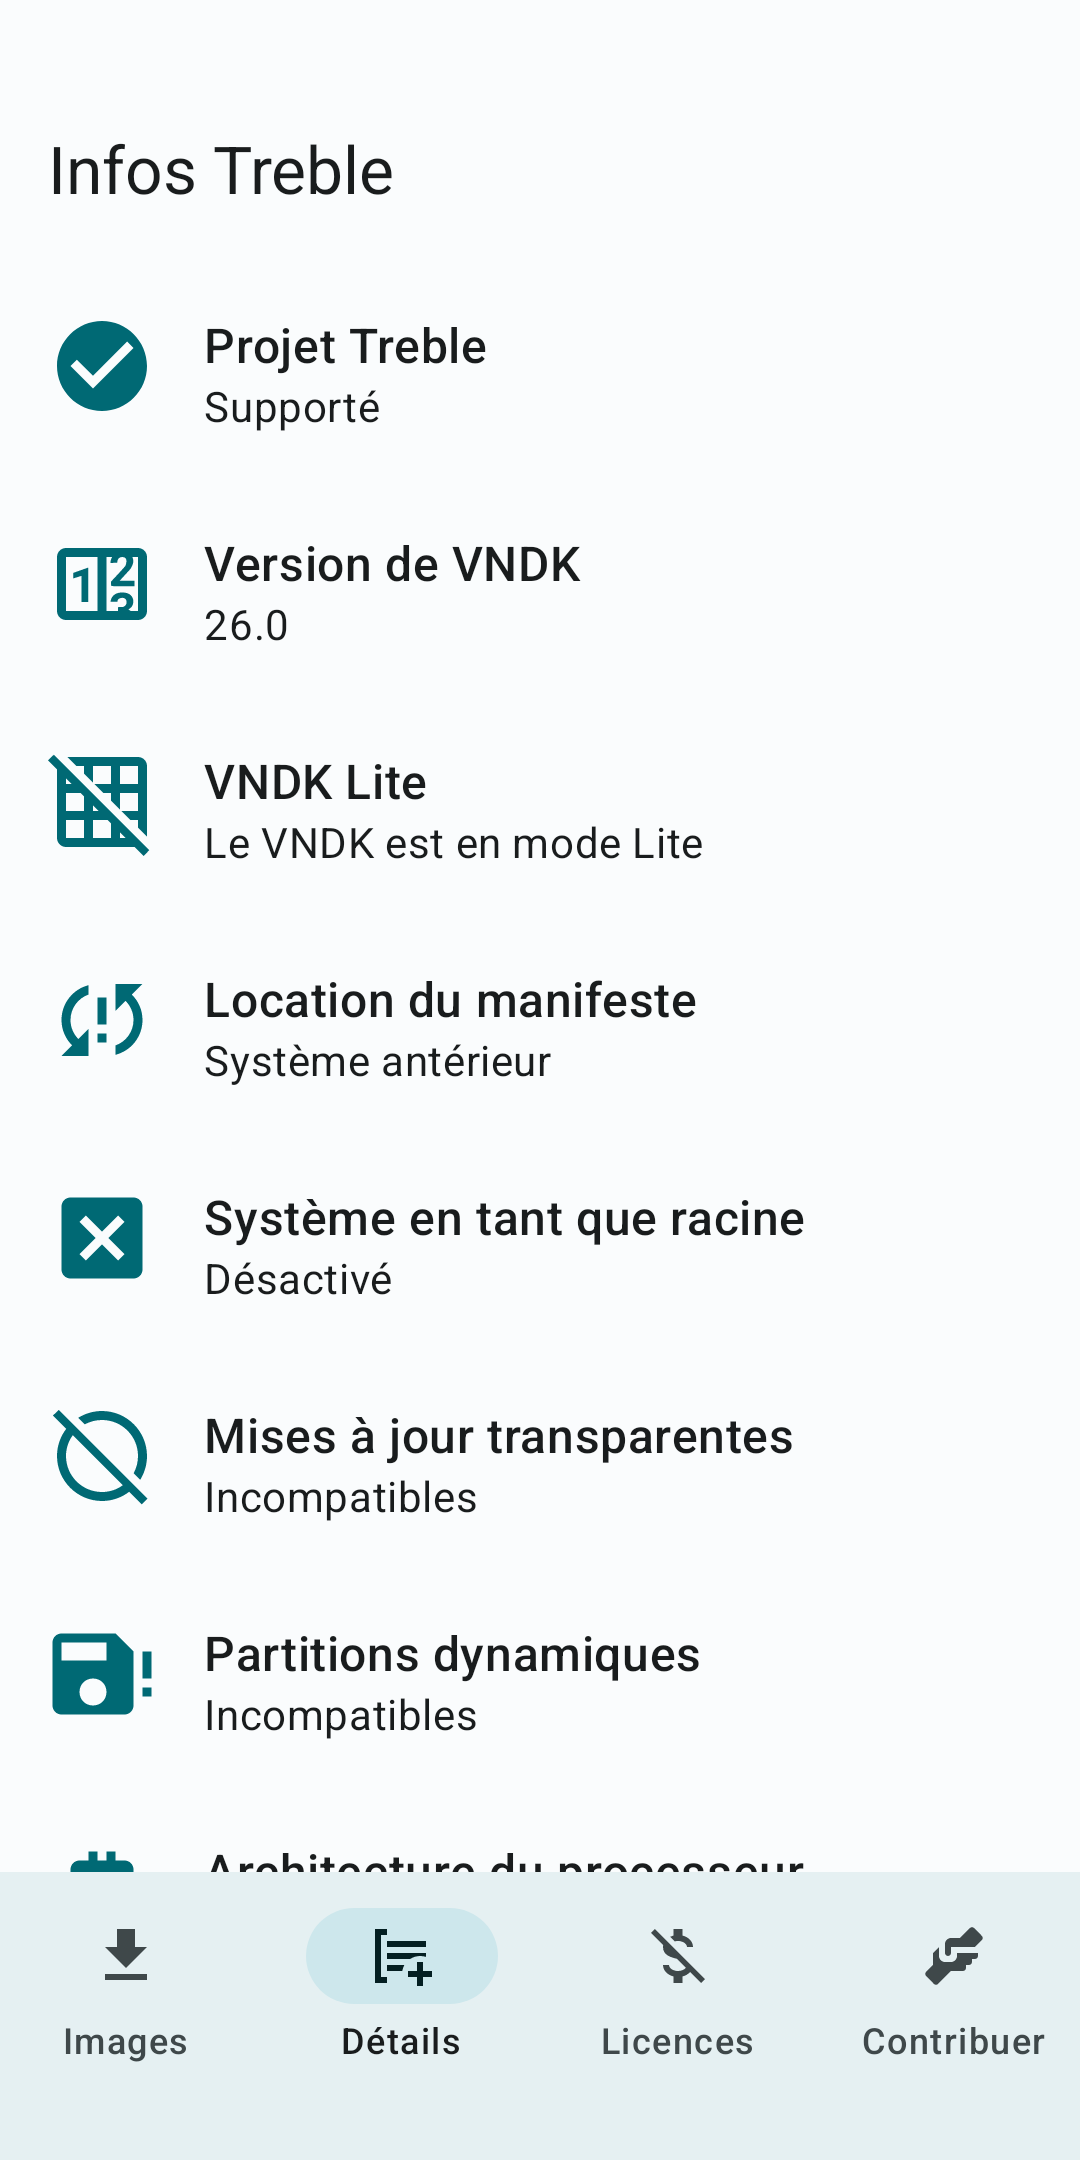 Infos Treble
Projet Treble
Supporté
Version de VNDK
26.0
VNDK Lite
Le VNDK est en mode Lite
Location du manifeste
Système antérieur
Système en tant que racine
Désactivé
Mises à jour transparentes
Incompatibles
Partitions dynamiques
Incompatibles
Architecture du processeur
Images
Détails
Licences
Contribuer